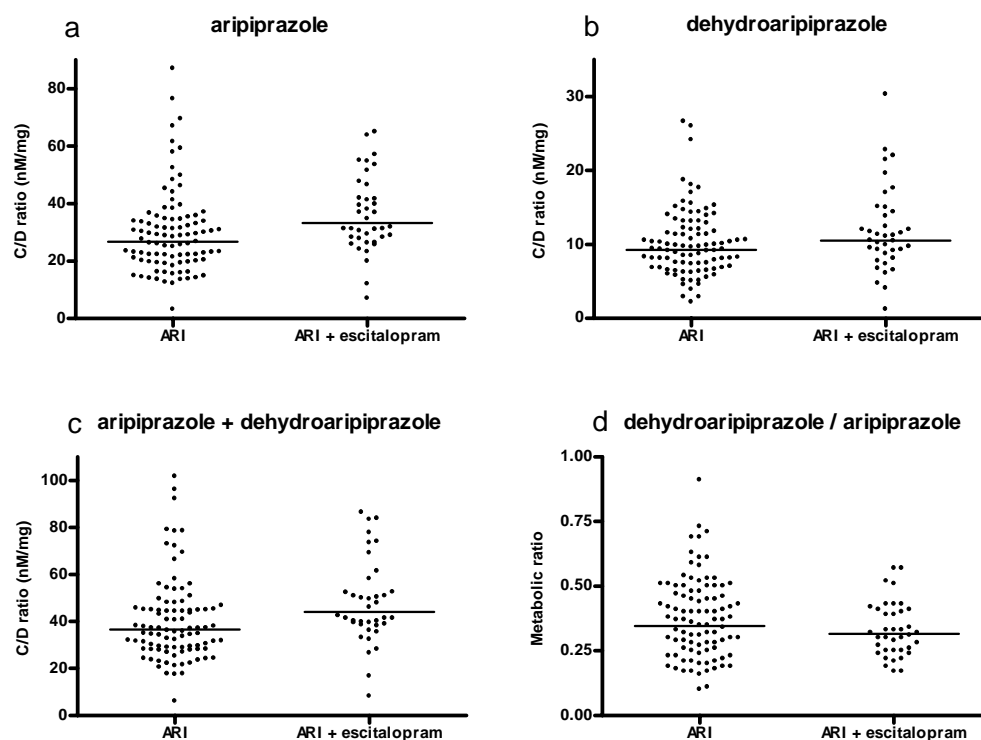 a aripiprazole
C/D ratio (nM/mg)
80
60
40
20
0
ARI ARI + escitalopram
b dehydroaripiprazole
C/D ratio (nM/mg)
30
20
10
0
ARI ARI + escitalopram
c aripiprazole + dehydroaripiprazole
C/D ratio (nM/mg)
100
80
60
40
20
0
ARI ARI + escitalopram
d dehydroaripiprazole / aripiprazole
Metabolic ratio
1.00
0.75
0.50
0.25
0.00
ARI ARI + escitalopram